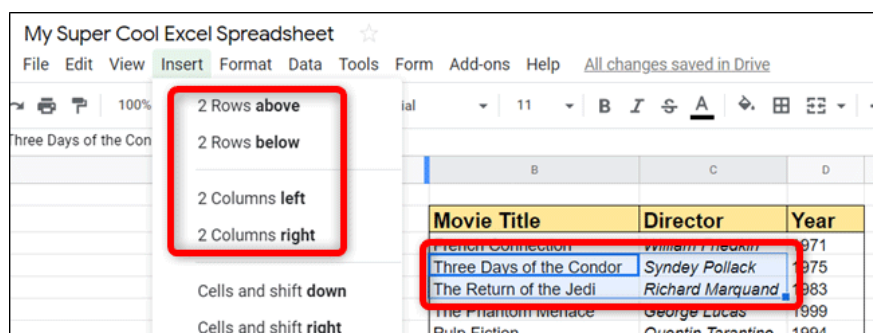 My Super Cool Excel Spreadsheet
File Edit View Insert Format Data Tools Form Add-ons Help All changes saved in Drive
100% ial 11 B I S A
Three Days of the Con
2 Rows above
2 Rows below
2 Columns left
2 Columns right
Cells and shift down
Cells and shift right
B C D
Movie Title Director Year
French Connection William Friedkin 1971
Three Days of the Condor Syndey Pollack 1975
The Return of the Jedi Richard Marquand 1983
The Phantom Menace George Lucas 1999
Pulp Fiction Quentin Tarantino 1994